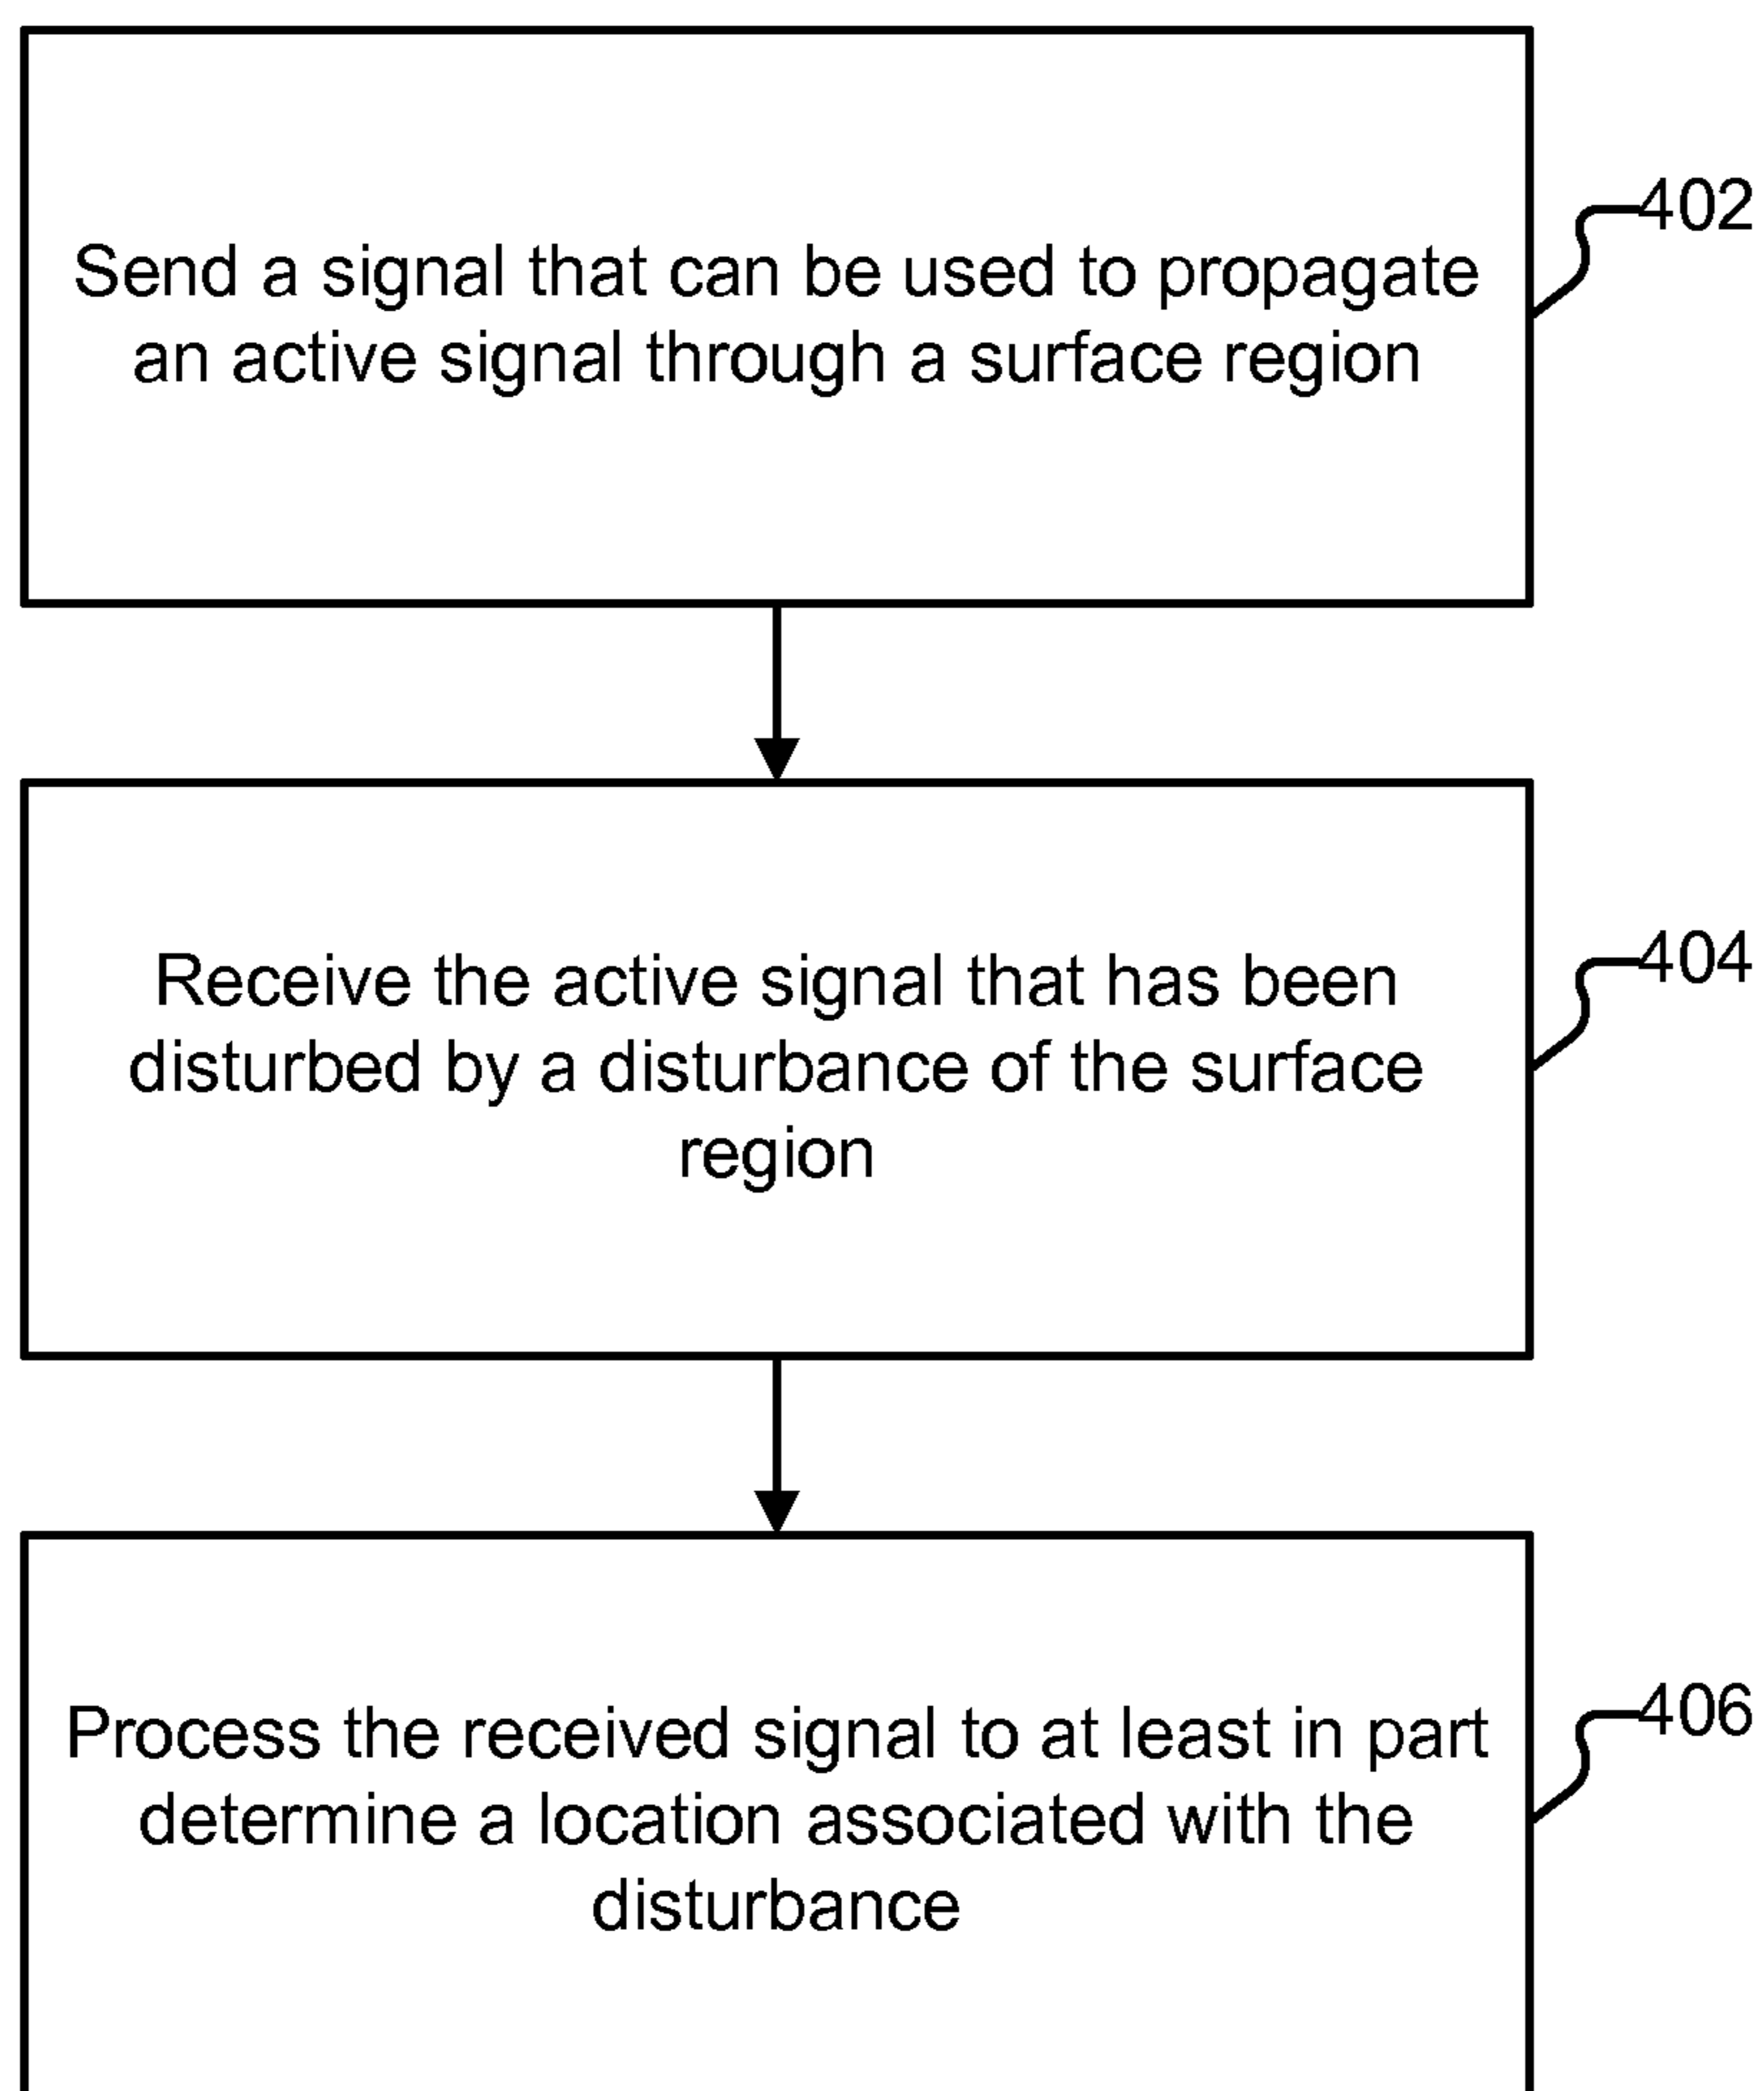 Send a signal that can be used to propagate
an active signal through a surface region
402
Receive the active signal that has been
disturbed by a disturbance of the surface
region
404
Process the received signal to at least in part
determine a location associated with the
disturbance
406